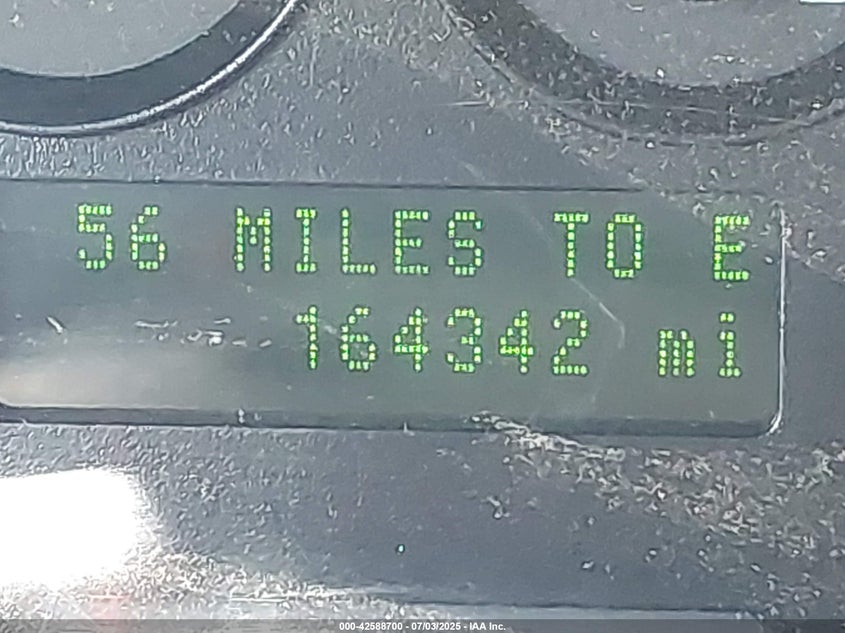 56 MILES TO E
164342 mi
000-42588700 - 07/03/2025 - IAA Inc.